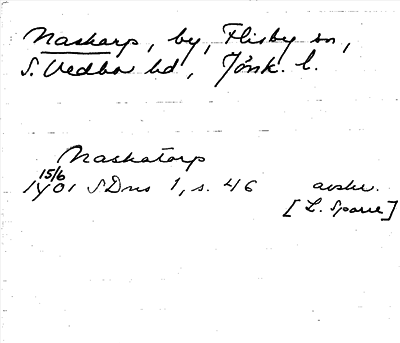 Naskarp, by, Flisby sn,
S. Vedbo hd, Jönk. l.
Naskatorp
15/6
1401 SDns 1, s. 46 avskr.
[L. Sparre]